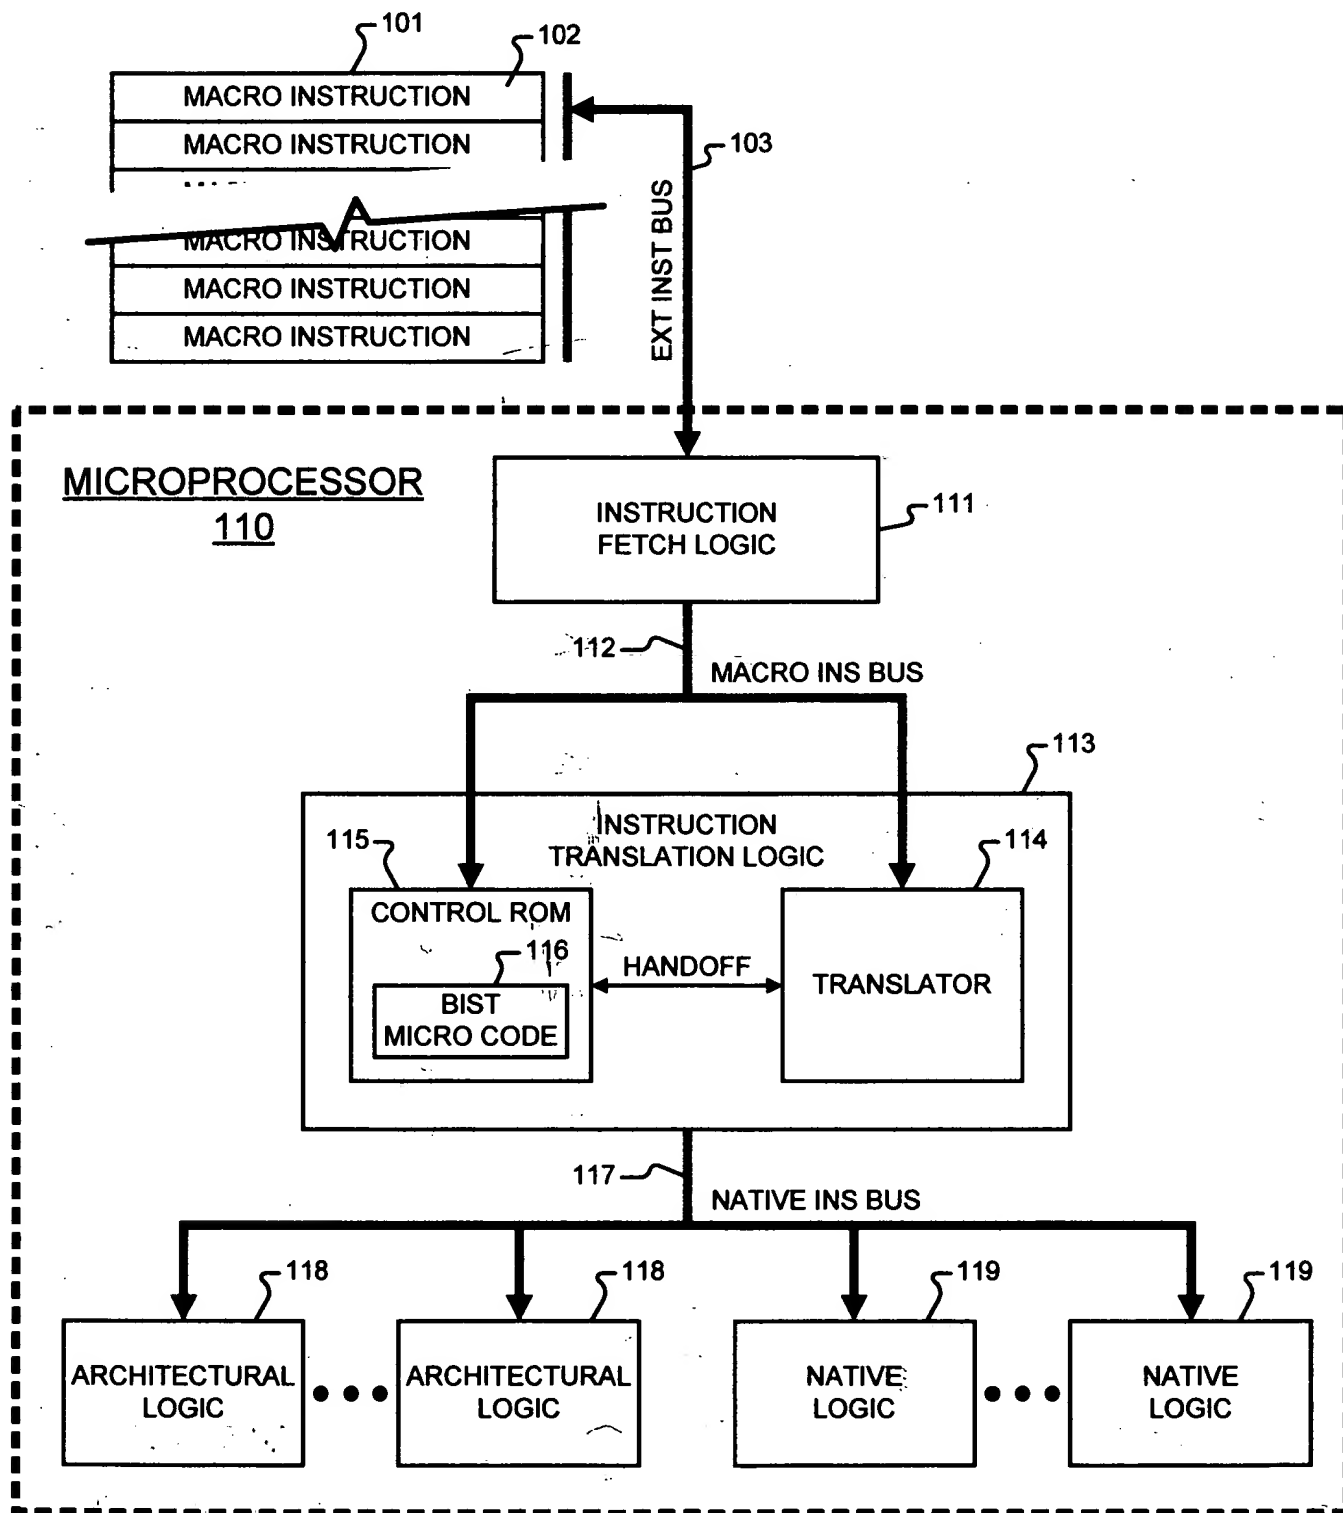 101
102
MACRO INSTRUCTION
MACRO INSTRUCTION
103
MACRO INSTRUCTION
MACRO INSTRUCTION
MACRO INSTRUCTION
EXT INST BUS
MICROPROCESSOR
110
INSTRUCTION
FETCH LOGIC
111
112
MACRO INS BUS
113
INSTRUCTION
TRANSLATION LOGIC
115
114
CONTROL ROM
116
BIST
MICRO CODE
HANDOFF
TRANSLATOR
117
NATIVE INS BUS
118
118
119
119
ARCHITECTURAL
LOGIC
ARCHITECTURAL
LOGIC
NATIVE
LOGIC
NATIVE
LOGIC